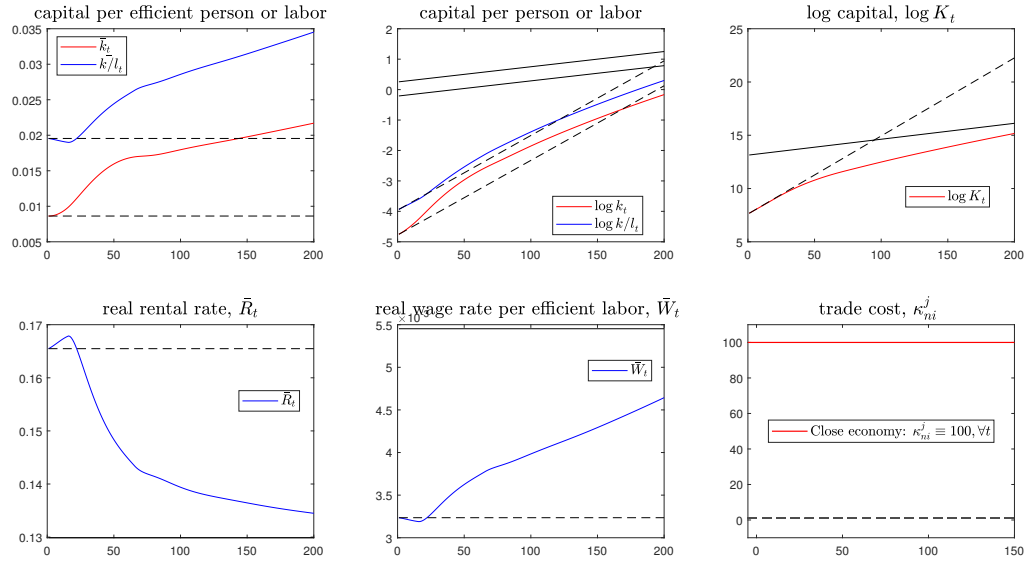 capital per efficient person or labor
0.035
0.03
0.025
0.02
0.015
0.01
0.005
0 50 100 150 200
k̄ₜ
k̄/lₜ
capital per person or labor
2
1
0
-1
-2
-3
-4
-5
0 50 100 150 200
log kₜ
log k/lₜ
log capital, log Kₜ
25
20
15
10
5
0 50 100 150 200
log Kₜ
real rental rate, R̄ₜ
0.17
0.16
0.15
0.14
0.13
0 50 100 150 200
R̄ₜ
real wage rate per efficient labor, W̄ₜ
5.5
5
4.5
4
3.5
3
0 50 100 150 200
W̄ₜ
trade cost, κⁿⁱʲ
100
80
60
40
20
0
0 50 100 150
Close economy: κⁿⁱʲ ≡ 100, ∀t